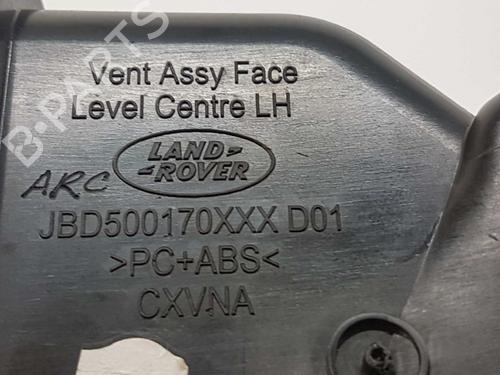 B-PARTS
Vent Assy Face
Level Centre LH
LAND-
-ROVER
ARC
JBD500170XXX D01
>PC+ABS<
CXVNA